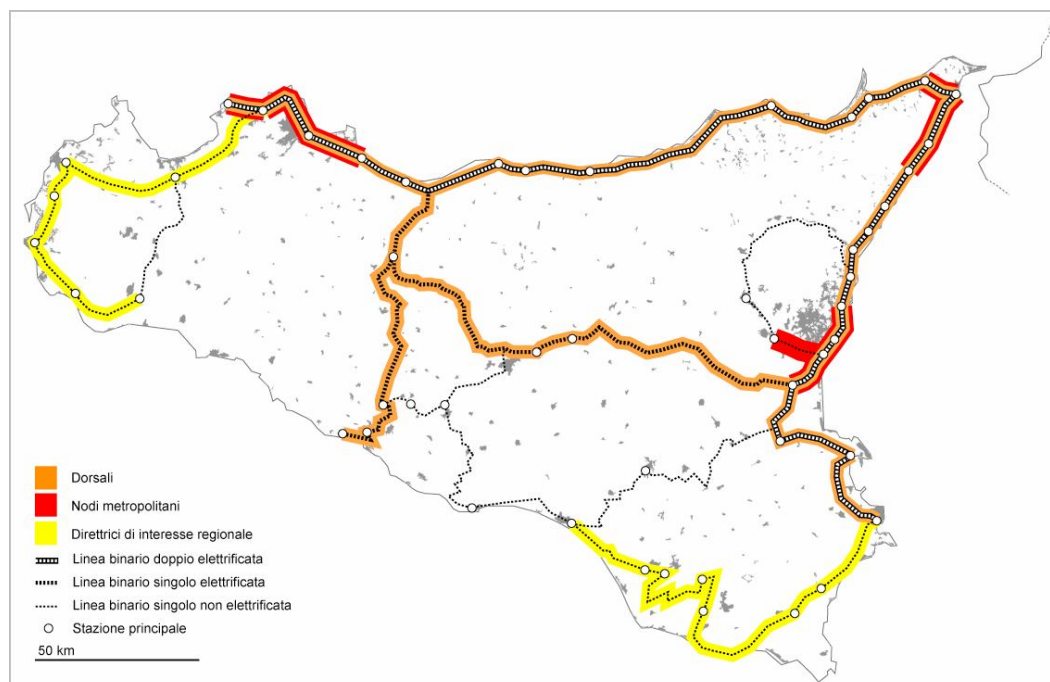 Dorsali
Nodi metropolitani
Direttrici di interesse regionale
Linea binario doppio elettrificata
Linea binario singolo elettrificata
Linea binario singolo non elettrificata
Stazione principale
50 km